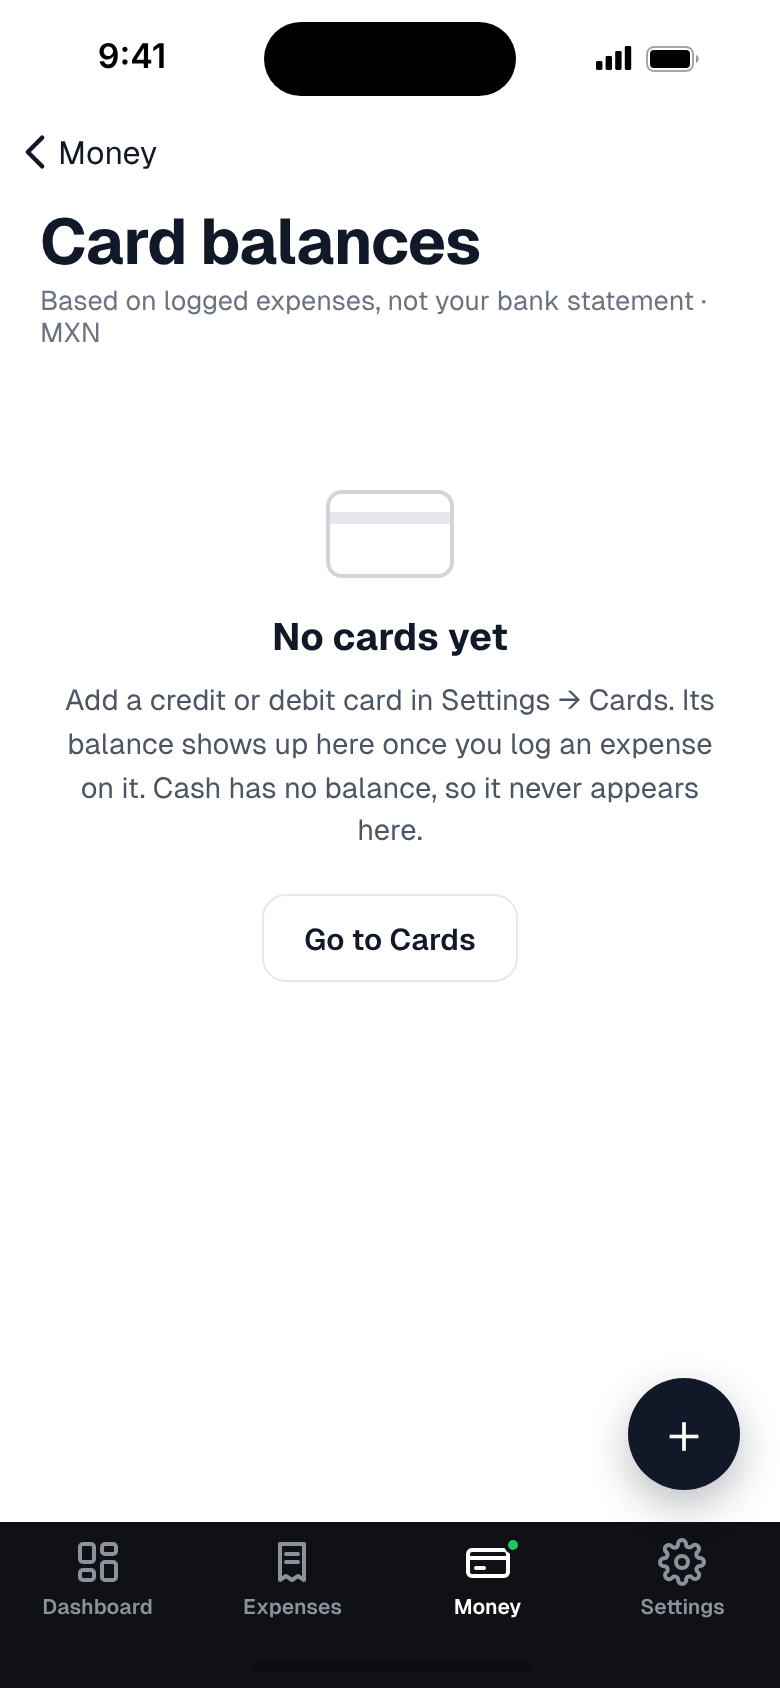 9:41
Money
Card balances
Based on logged expenses, not your bank statement ·
MXN
No cards yet
Add a credit or debit card in Settings → Cards. Its
balance shows up here once you log an expense
on it. Cash has no balance, so it never appears
here.
Go to Cards
+
Dashboard
Expenses
Money
Settings